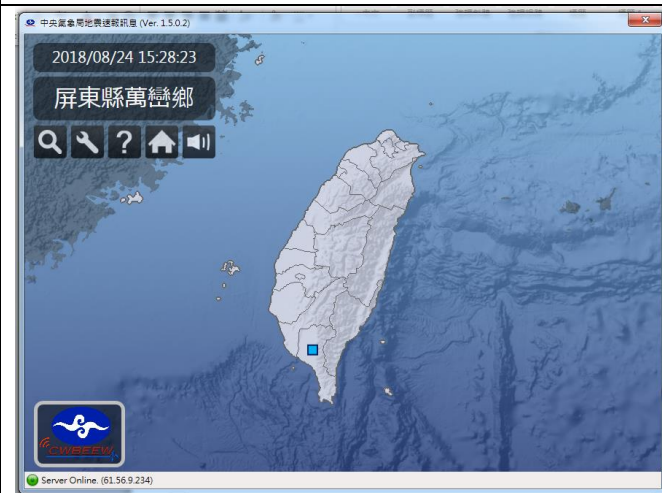 中央氣象局地震速報訊息 (Ver. 1.5.0.2)
2018/08/24 15:28:23
屏東縣萬巒鄉
?
CWBEEW
Server Online. (61.56.9.234)